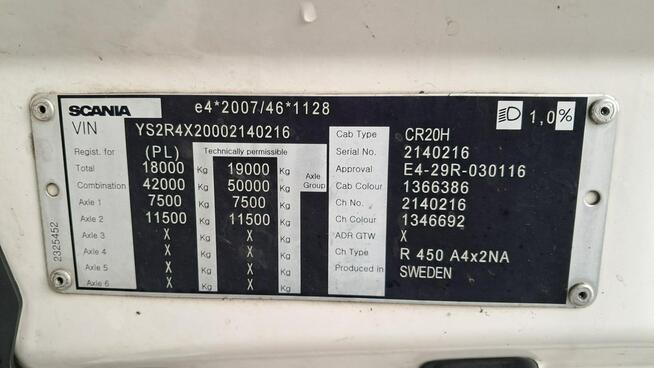 SCANIA e4*2007/46*1128 1,0%
VIN YS2R4X20002140216 Cab Type CR20H
Regist. for (PL) Technically permissible Serial No. 2140216
Total 18000 Kg 19000 Kg Axle Group Approval E4-29R-030116
Combination 42000 Kg 50000 Kg Cab Colour 1366386
Axle 1 7500 Kg 7500 Kg Ch No. 2140216
Axle 2 11500 Kg 11500 Kg Ch Colour 1346692
Axle 3 X Kg X Kg ADR GTW X
Axle 4 X Kg X Kg Ch Type R 450 A4x2NA
Axle 5 X Kg X Kg Produced in SWEDEN
Axle 6 X Kg X Kg
2325452